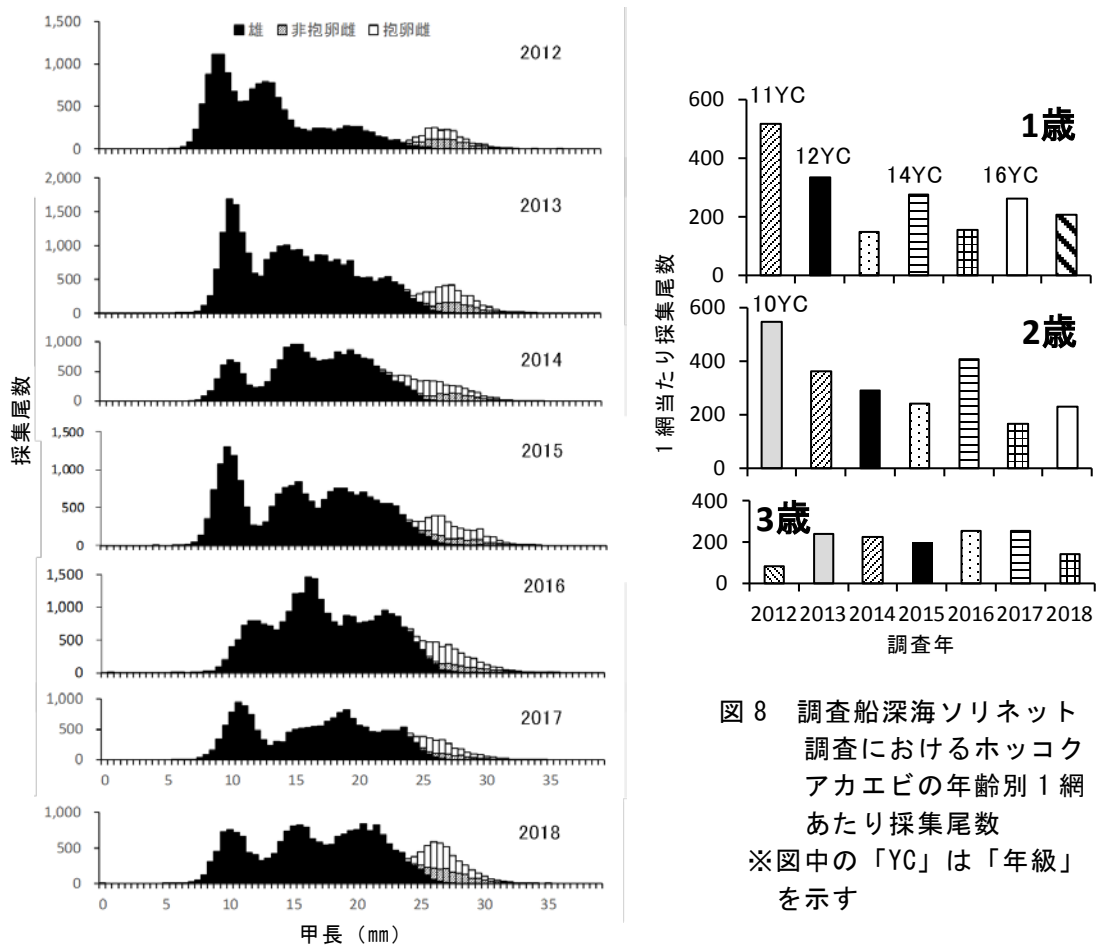 採集尾数
1,500
1,000
500
0
■雄 ▩非抱卵雌 □抱卵雌
2012
2,000
1,500
1,000
500
0
2013
1,000
500
0
2014
1,500
1,000
500
0
2015
1,500
1,000
500
0
2016
1,000
500
0
2017
0 5 10 15 20 25 30 35
1,000
500
0
2018
0 5 10 15 20 25 30 35
甲長（㎜）
1網当たり採集尾数
600
400
200
0
11YC
12YC
14YC
16YC
1歳
600
400
200
0
10YC
2歳
400
200
0
3歳
2012 2013 2014 2015 2016 2017 2018
調査年
図8 調査船深海ソリネット
調査におけるホッコク
アカエビの年齢別1網
あたり採集尾数
※図中の「YC」は「年級」
を示す